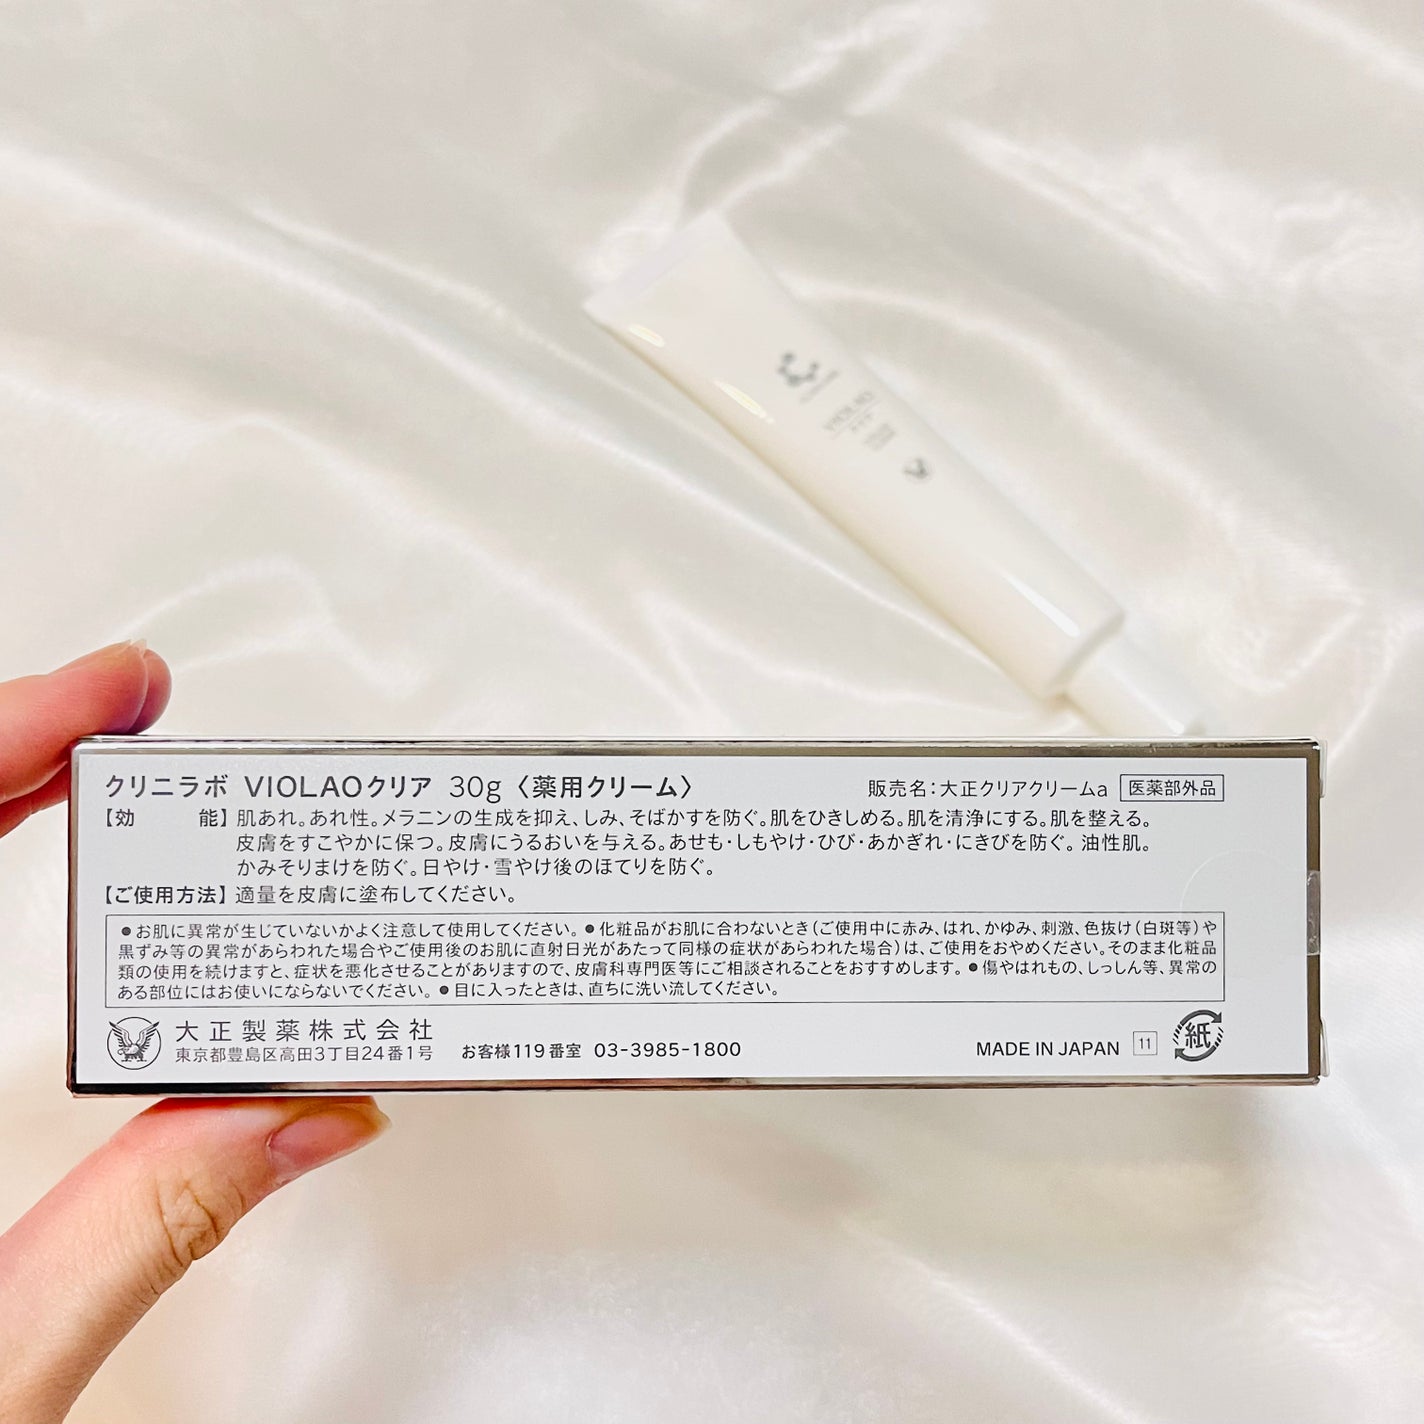 クリニラボ VIOLAOクリア 30g〈薬用クリーム〉 販売名：大正クリアクリームa 医薬部外品
【効能】肌あれ。あれ性。メラニンの生成を抑え、しみ、そばかすを防ぐ。肌をひきしめる。肌を清浄にする。肌を整える。
皮膚をすこやかに保つ。皮膚にうるおいを与える。あせも・しもやけ・ひび・あかぎれ・にきびを防ぐ。油性肌。
かみそりまけを防ぐ。日やけ・雪やけ後のほてりを防ぐ。
【ご使用方法】適量を皮膚に塗布してください。
●お肌に異常が生じていないかよく注意して使用してください。●化粧品がお肌に合わないとき（ご使用中に赤み、はれ、かゆみ、刺激、色抜け（白斑等）や
黒ずみ等の異常があらわれた場合やご使用後のお肌に直射日光があたって同様の症状があらわれた場合）は、ご使用をおやめください。そのまま化粧品
類の使用を続けますと、症状を悪化させることがありますので、皮膚科専門医等にご相談されることをおすすめします。●傷やはれもの、しっしん等、異常の
ある部位にはお使いにならないでください。●目に入ったときは、直ちに洗い流してください。
大正製薬株式会社
東京都豊島区高田3丁目24番1号 お客様119番室 03-3985-1800 MADE IN JAPAN 11 紙